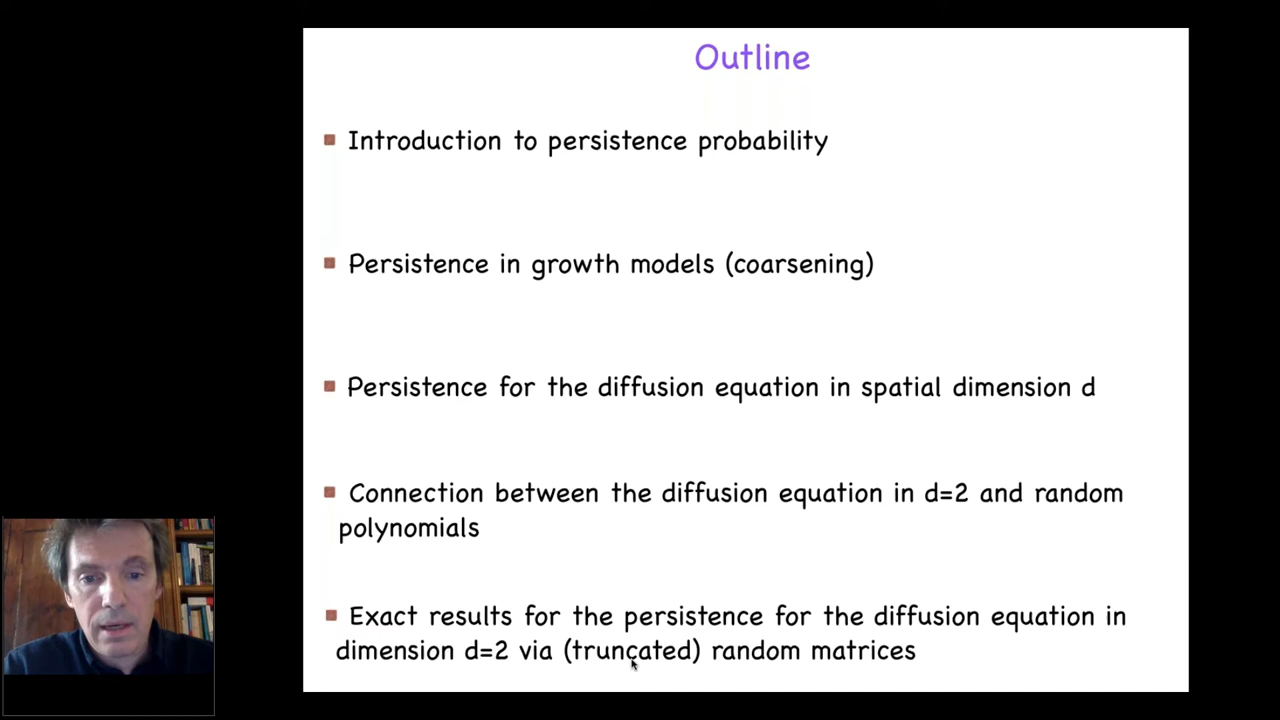 Outline
Introduction to persistence probability
Persistence in growth models (coarsening)
Persistence for the diffusion equation in spatial dimension d
Connection between the diffusion equation in d=2 and random
polynomials
Exact results for the persistence for the diffusion equation in
dimension d=2 via (truncated) random matrices